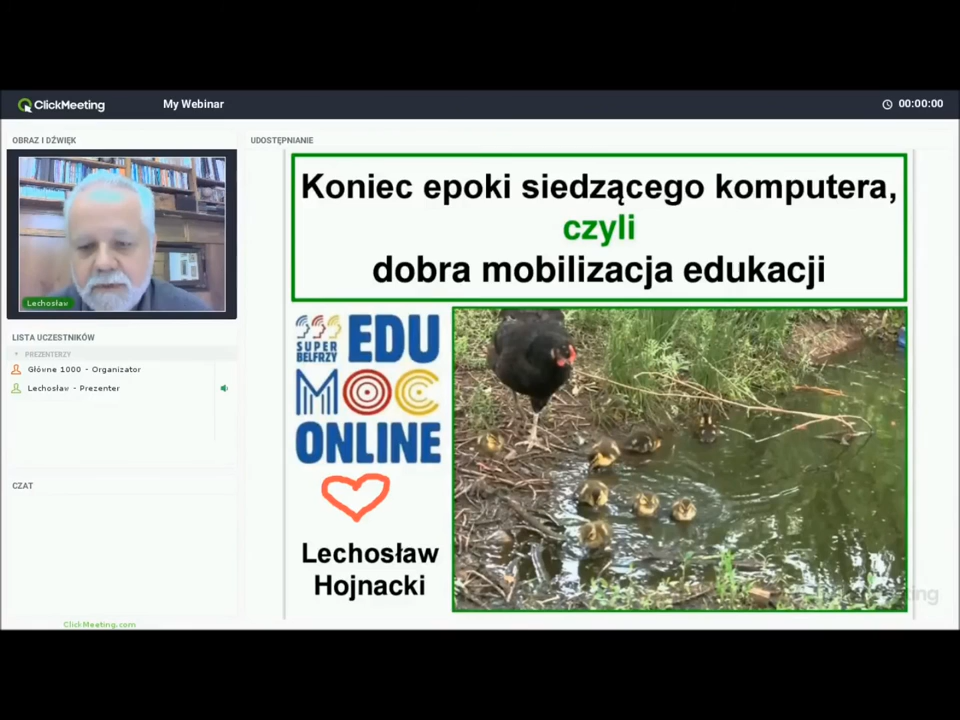 ClickMeeting
My Webinar
00:00:00
OBRAZ I DŹWIĘK
Lechosław
LISTA UCZESTNIKÓW
PREZENTERZY
Główne 1000 - Organizator
Lechosław - Prezenter
CZAT
ClickMeeting.com
UDOSTĘPNIANIE
Koniec epoki siedzącego komputera,
czyli
dobra mobilizacja edukacji
SUPER
BELFRZY
EDU
MOC
ONLINE
Lechosław
Hojnacki